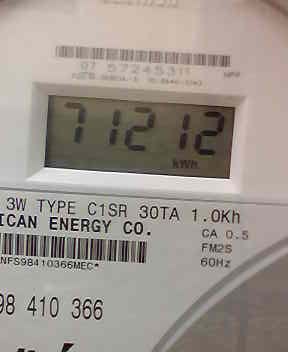 07 57245311
71212
kWh
3W TYPE C1SR 30TA 1.0Kh
ICAN ENERGY CO.
CA 0.5
FM2S
NFS98410366MEC*
60Hz
98 410 366